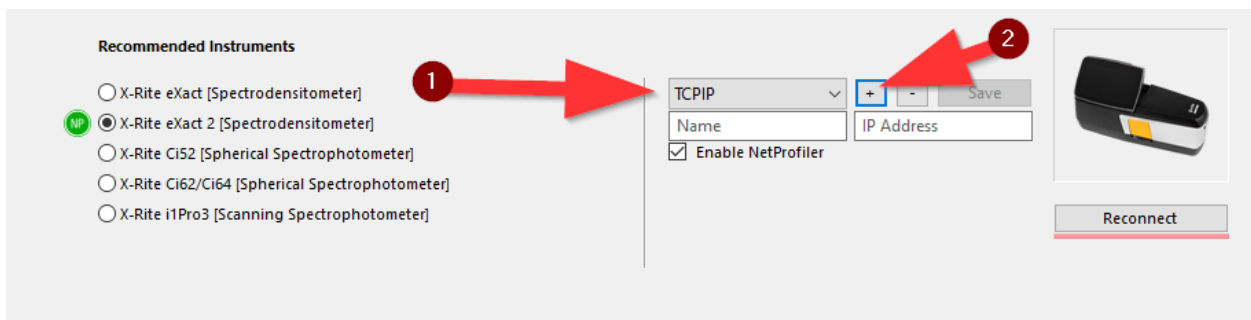 Recommended Instruments
X-Rite eXact [Spectrodensitometer]
NP X-Rite eXact 2 [Spectrodensitometer]
X-Rite Ci52 [Spherical Spectrophotometer]
X-Rite Ci62/Ci64 [Spherical Spectrophotometer]
X-Rite i1Pro3 [Scanning Spectrophotometer]
1
2
TCPIP + - Save
Name IP Address
Enable NetProfiler
Reconnect